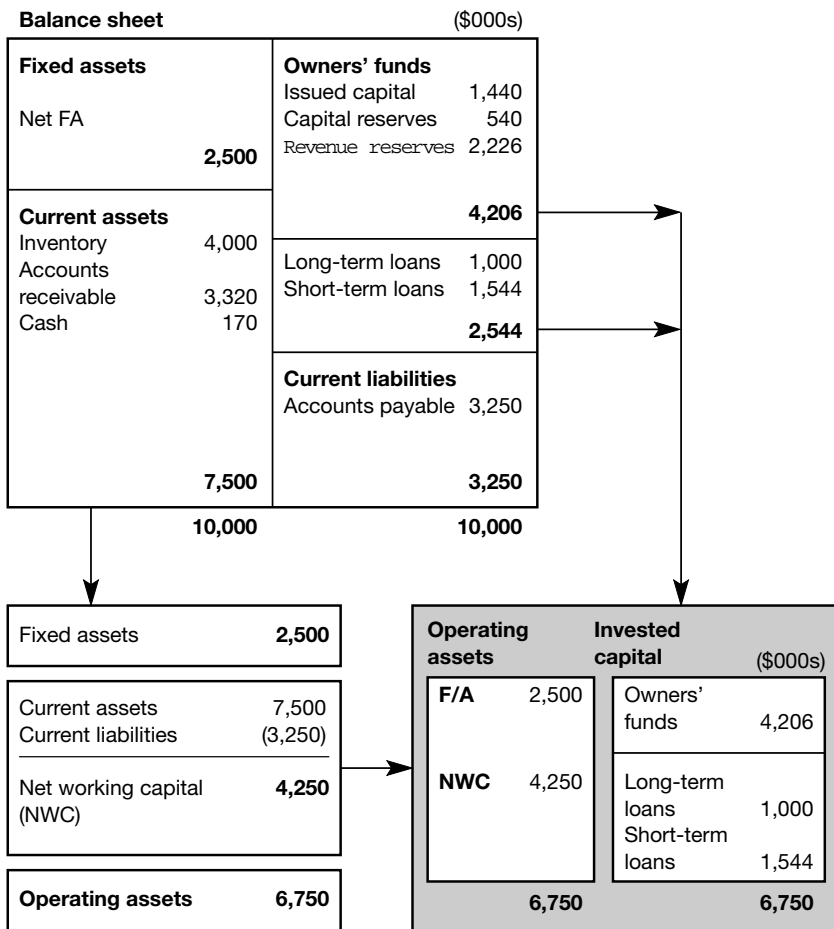 Balance sheet ($000s)
Fixed assets
Net FA
2,500
Current assets
Inventory 4,000
Accounts
receivable 3,320
Cash 170
7,500
10,000
Owners’ funds
Issued capital 1,440
Capital reserves 540
Revenue reserves 2,226
4,206
Long-term loans 1,000
Short-term loans 1,544
2,544
Current liabilities
Accounts payable 3,250
3,250
10,000
Fixed assets 2,500
Current assets 7,500
Current liabilities (3,250)
Net working capital 4,250
(NWC)
Operating assets 6,750
Operating
assets
Invested
capital ($000s)
F/A 2,500
NWC 4,250
6,750
Owners’
funds 4,206
Long-term
loans 1,000
Short-term
loans 1,544
6,750